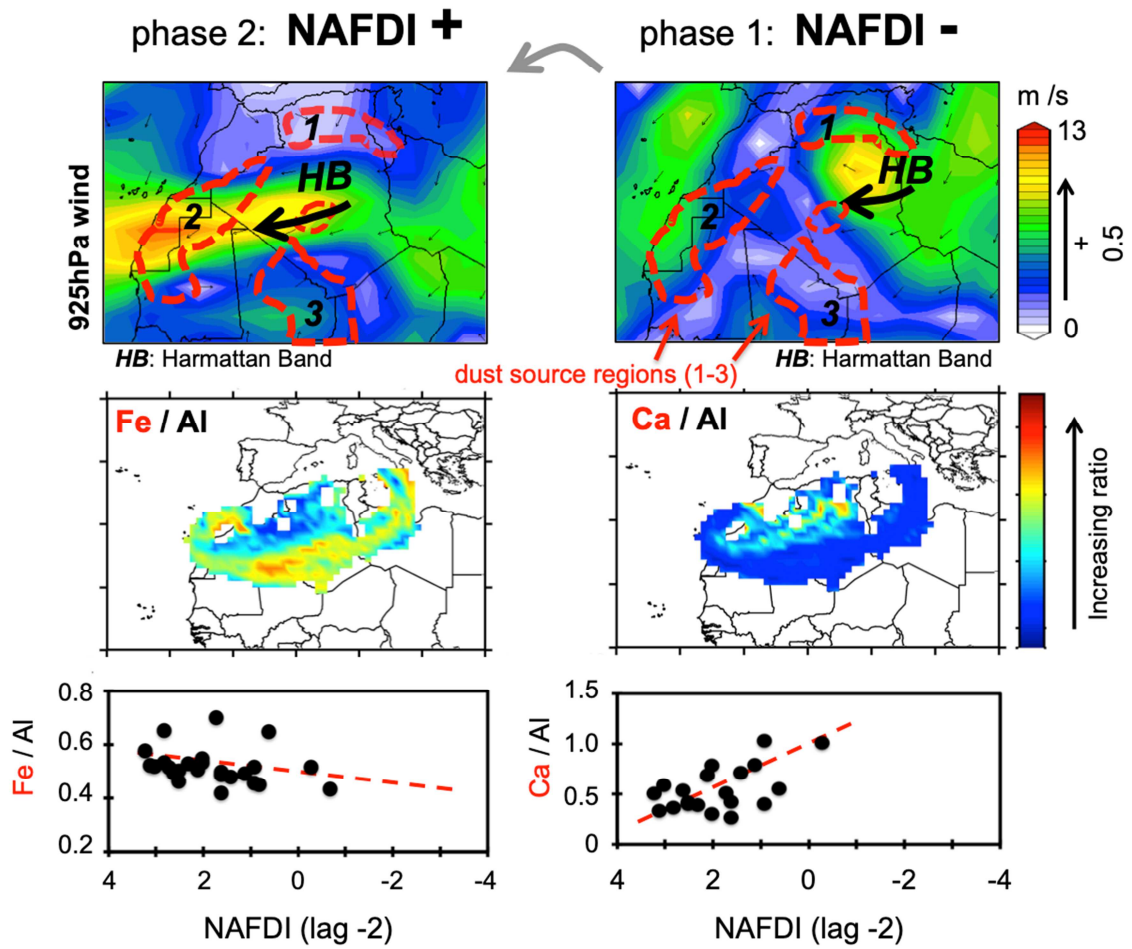 phase 2: NAFDI +
phase 1: NAFDI -
925hPa wind
1
HB
2
3
1
HB
2
3
m /s
13
+
0.5
0
HB: Harmattan Band
dust source regions (1-3)
HB: Harmattan Band
Fe / Al
Ca / Al
Increasing ratio
Fe / Al
0.8
0.6
0.4
0.2
4
2
0
-2
-4
NAFDI (lag -2)
Ca / Al
1.5
1.0
0.5
0
4
2
0
-2
-4
NAFDI (lag -2)